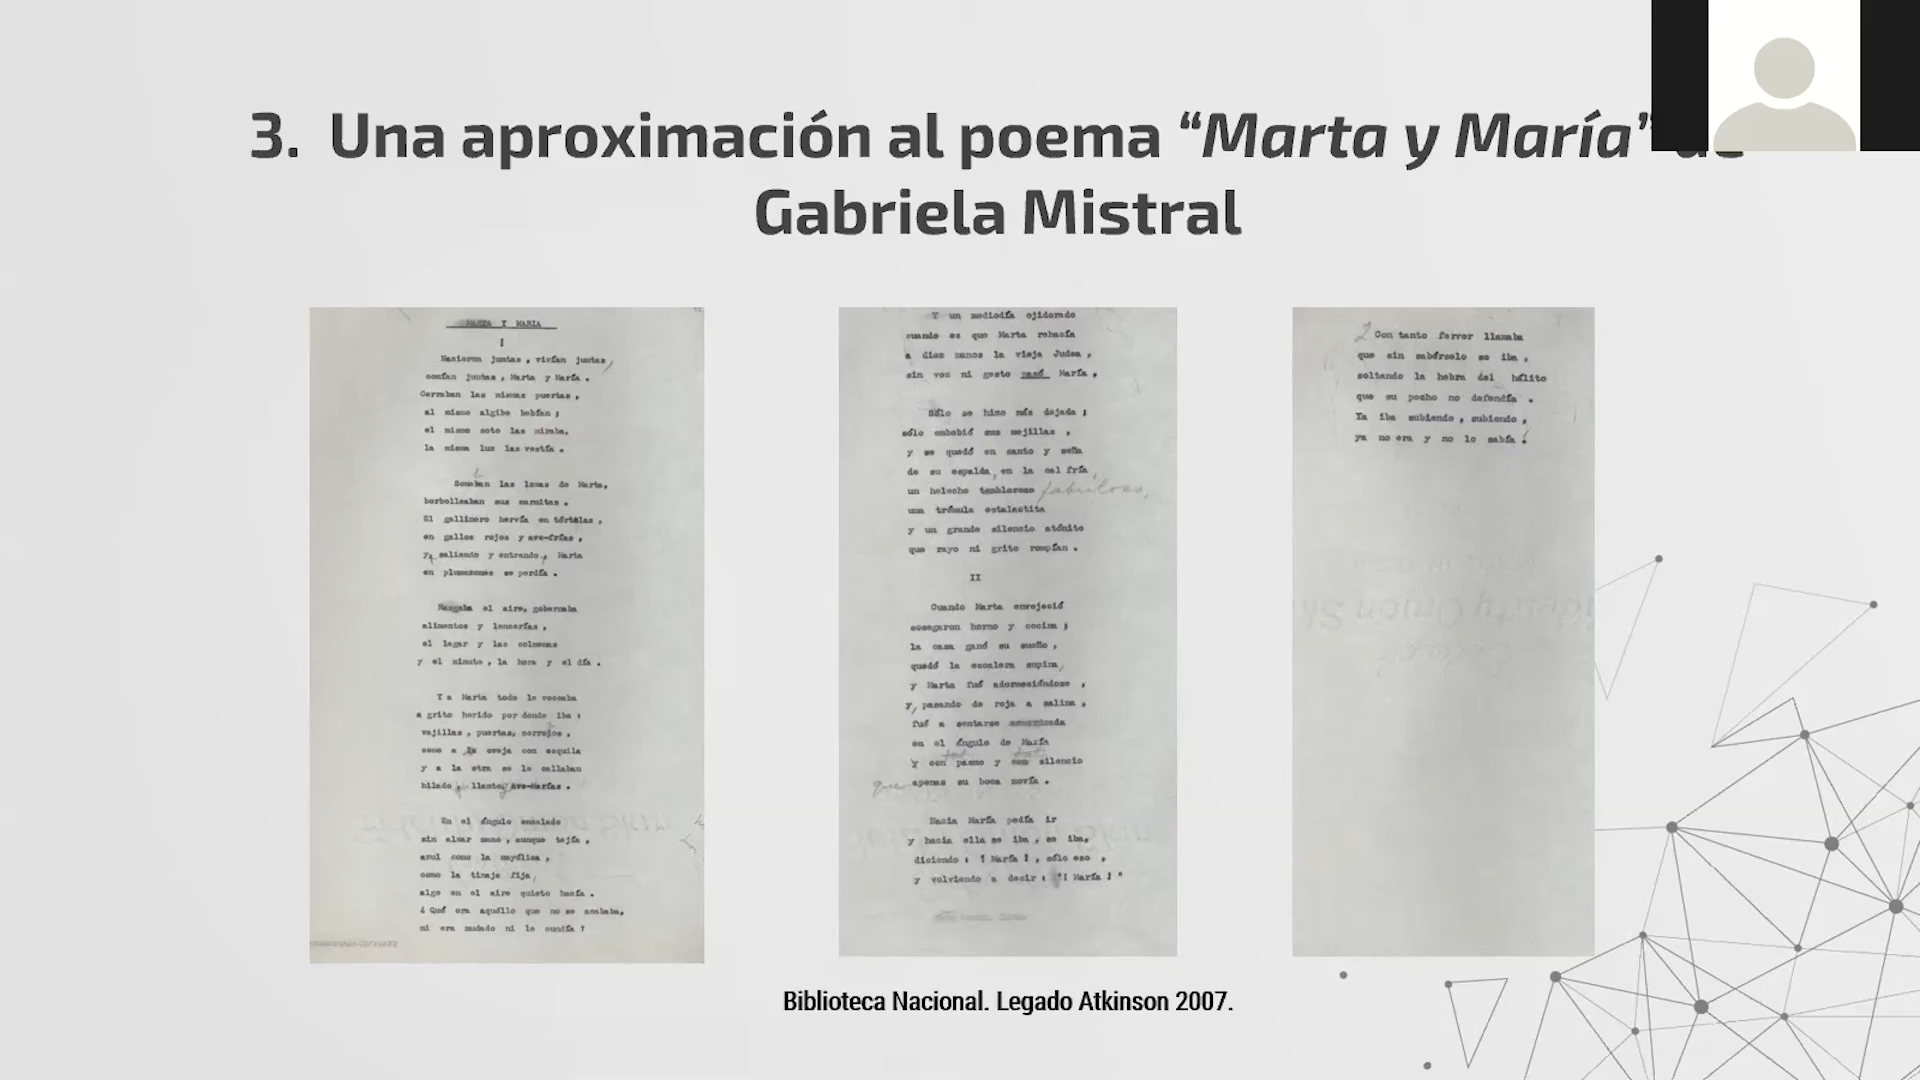 3. Una aproximación al poema “Marta y María” de
Gabriela Mistral
MARTA Y MARIA
I
Nacieron juntas, vivían juntas,
comían juntas, Marta y María.
Cerraban las mismas puertas,
al mismo aljibe bebían;
el mismo soto las miraba,
la misma luz las vestía.
las lozas de Marta,
borbolleaban sus marmitas.
El gallinero hervía en tórtolas,
en gallos rojos y ave-frías,
y, saliendo y entrando, Marta
en plumazones se perdía.
el aire, gobernaba
alimentos y lencerías,
el lagar y las colmenas
y el minuto, la hora y el día.
Y a Marta todo le voceaba
a grito herido por donde iba:
vajillas, puertas, cerrojos,
como a la oveja con esquila
y a la otra se le callaban
hilado, llanto, Ave-Marías.
En el ángulo encalado
sin alzar mano, aunque tejía,
azul como la mayólica,
como la tinaja fija,
algo en el aire quieto hacía.
¿ Qué era aquéllo que no se acababa,
ni era mudado ni le cundía ?
Y un mediodía ojidorado
cuando es que Marta rehacía
a diez manos la vieja Judea,
sin voz ni gesto pasó María,
Sólo se hizo más dejada;
sólo embebió sus mejillas,
y se quedó en santo y seña
de su espalda, en la cal fría,
un helecho tembloroso fabuloso,
una trémula estalactita
y un grande silencio atónito
que rayo ni grito rompían.
II
Cuando Marta envejeció
sosegaron horno y cocina;
la casa ganó su sueño,
quedó la escalera supina,
y Marta fué adormeciéndose,
y, pasando de roja a salina,
fué a sentarse acurrucada
en el ángulo de María
Y con pasmo y silencio
que apenas su boca movía.
Hacia María pedía ir
y hacia ella se iba, se iba,
diciendo: ¡ María !, sólo eso,
y volviendo a decir: "¡ María ! "
2 Con tanto fervor llamaba
que sin sabérselo se iba,
soltando la hebra del hálito
que su pecho no defendía.
Ya iba subiendo, subiendo,
ya no era y no lo sabía.
Biblioteca Nacional. Legado Atkinson 2007.